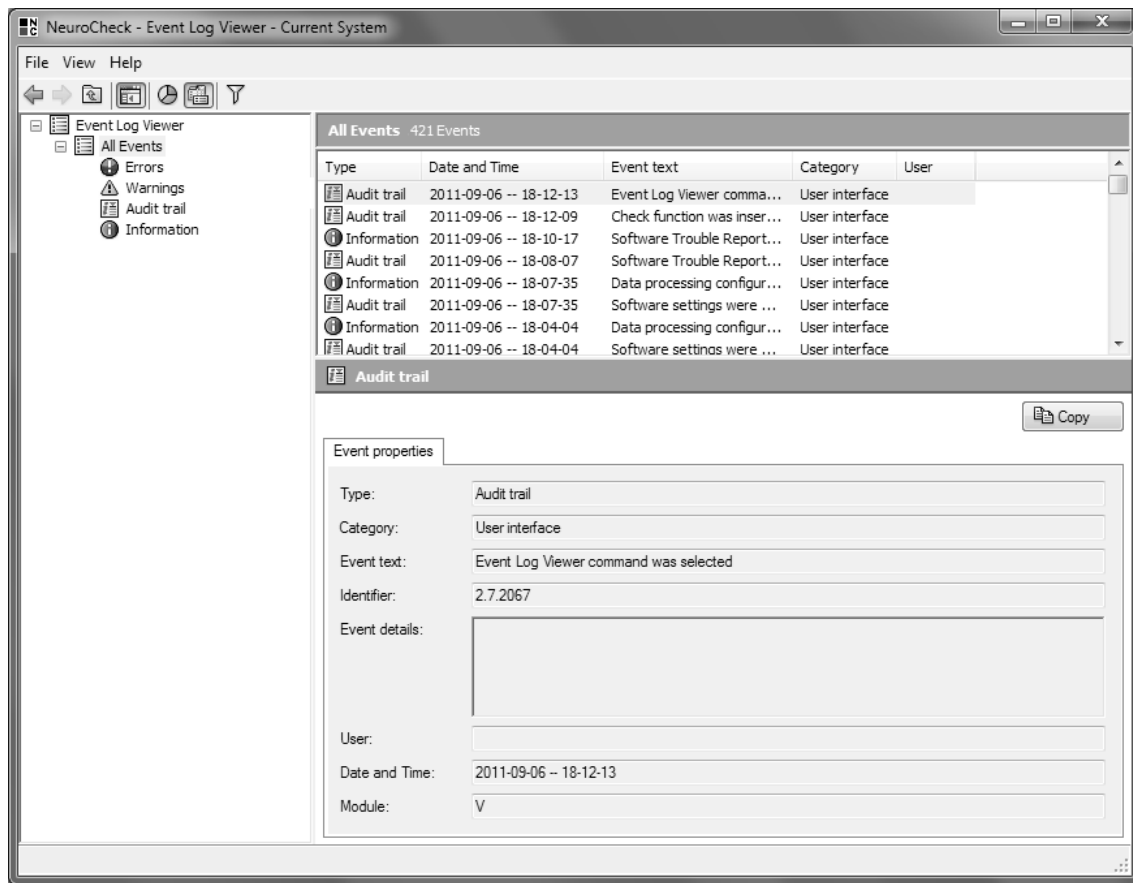 NeuroCheck - Event Log Viewer - Current System
File View Help
Event Log Viewer
All Events
Errors
Warnings
Audit trail
Information
All Events 421 Events
Type Date and Time Event text Category User
Audit trail 2011-09-06 -- 18-12-13 Event Log Viewer comma... User interface
Audit trail 2011-09-06 -- 18-12-09 Check function was inser... User interface
Information 2011-09-06 -- 18-10-17 Software Trouble Report... User interface
Audit trail 2011-09-06 -- 18-08-07 Software Trouble Report... User interface
Information 2011-09-06 -- 18-07-35 Data processing configur... User interface
Audit trail 2011-09-06 -- 18-07-35 Software settings were ... User interface
Information 2011-09-06 -- 18-04-04 Data processing configur... User interface
Audit trail 2011-09-06 -- 18-04-04 Software settings were ... User interface
Audit trail
Copy
Event properties
Type: Audit trail
Category: User interface
Event text: Event Log Viewer command was selected
Identifier: 2.7.2067
Event details:
User:
Date and Time: 2011-09-06 -- 18-12-13
Module: V